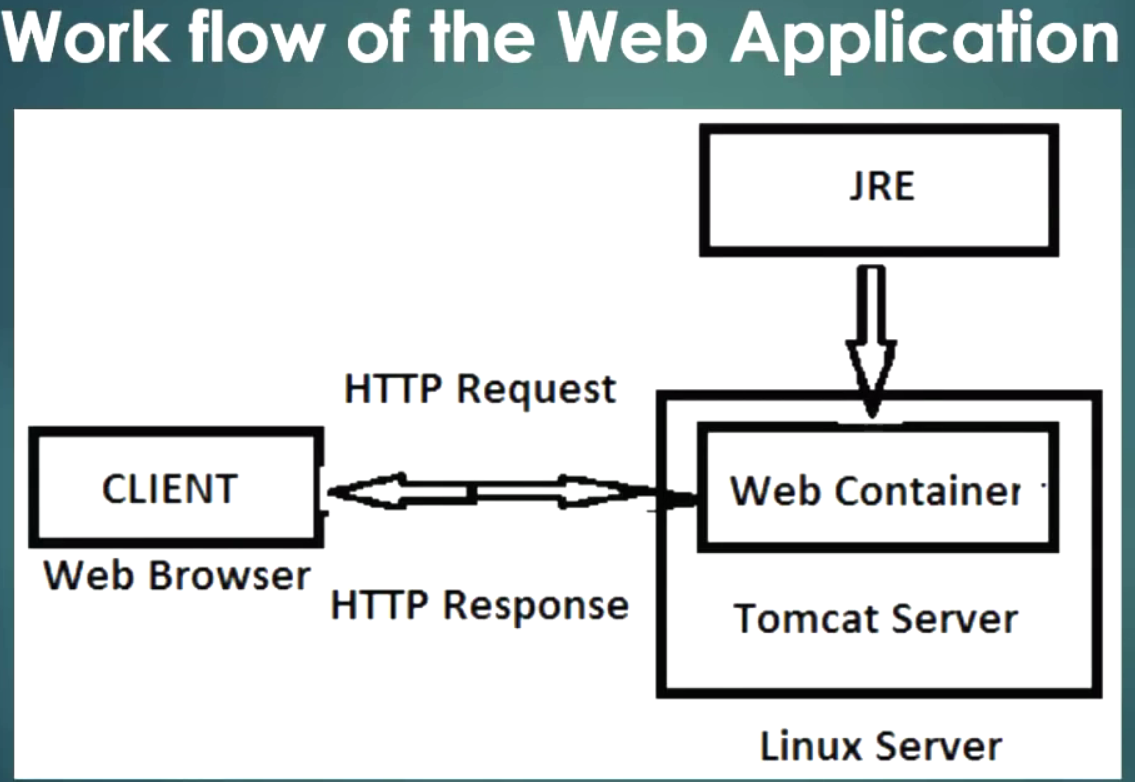 Work flow of the Web Application
JRE
HTTP Request
CLIENT
Web Container
Web Browser
HTTP Response
Tomcat Server
Linux Server